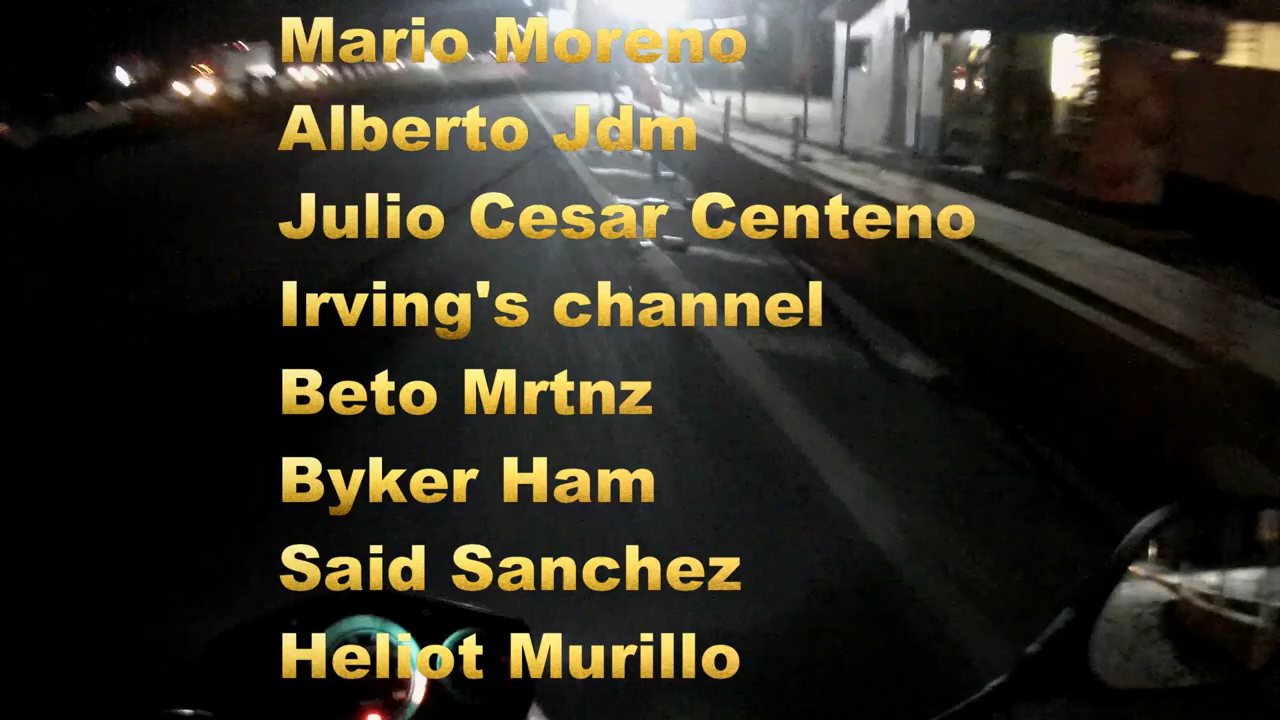 Mario Moreno
Alberto Jdm
Julio Cesar Centeno
Irving's channel
Beto Mrtnz
Byker Ham
Said Sanchez
Heliot Murillo